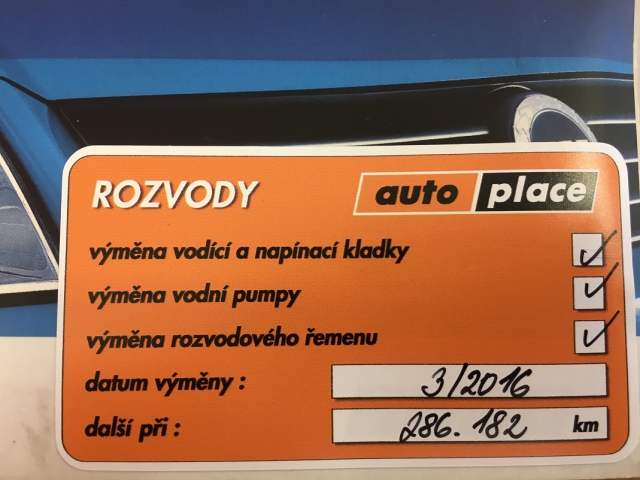 ROZVODY auto place
výměna vodící a napínací kladky
výměna vodní pumpy
výměna rozvodového řemenu
datum výměny : 3/2016
další při : 286.182 km